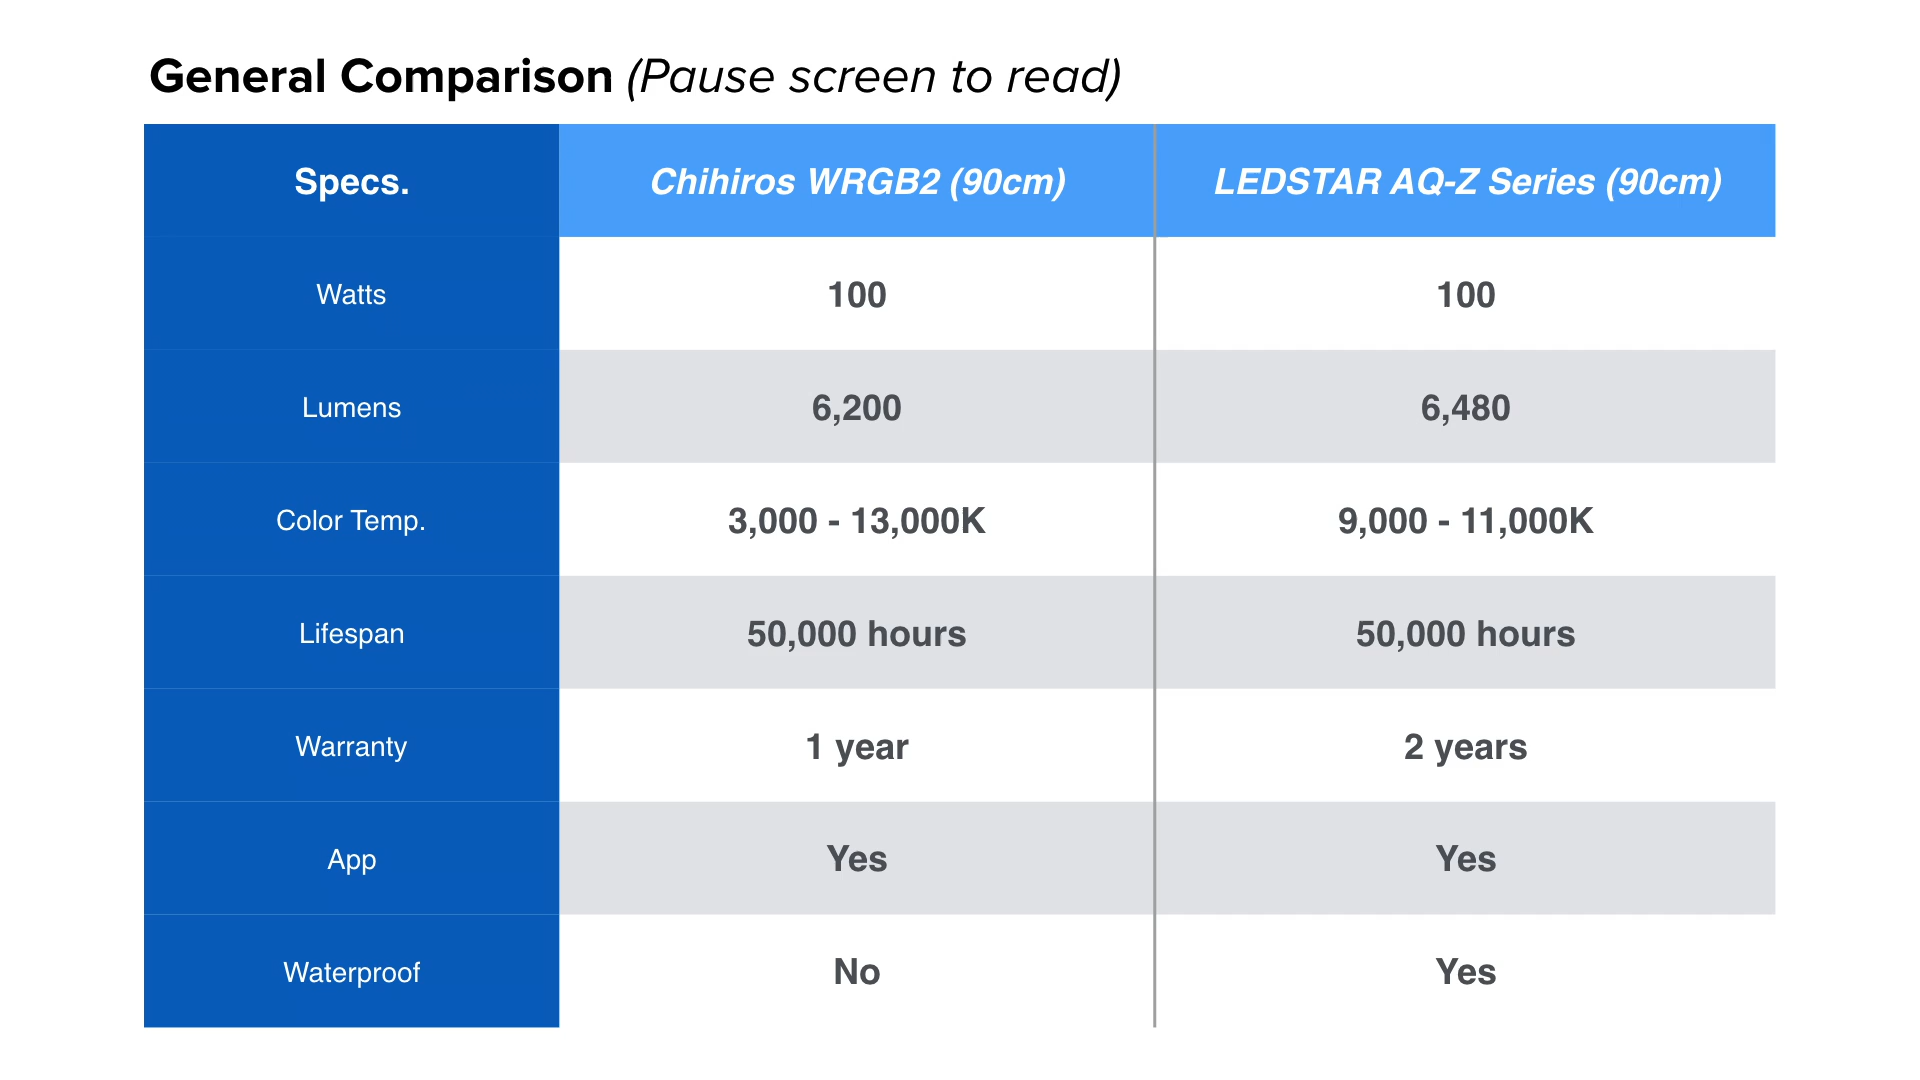 General Comparison (Pause screen to read)
Specs. Chihiros WRGB2 (90cm) LEDSTAR AQ-Z Series (90cm)
Watts 100 100
Lumens 6,200 6,480
Color Temp. 3,000 - 13,000K 9,000 - 11,000K
Lifespan 50,000 hours 50,000 hours
Warranty 1 year 2 years
App Yes Yes
Waterproof No Yes